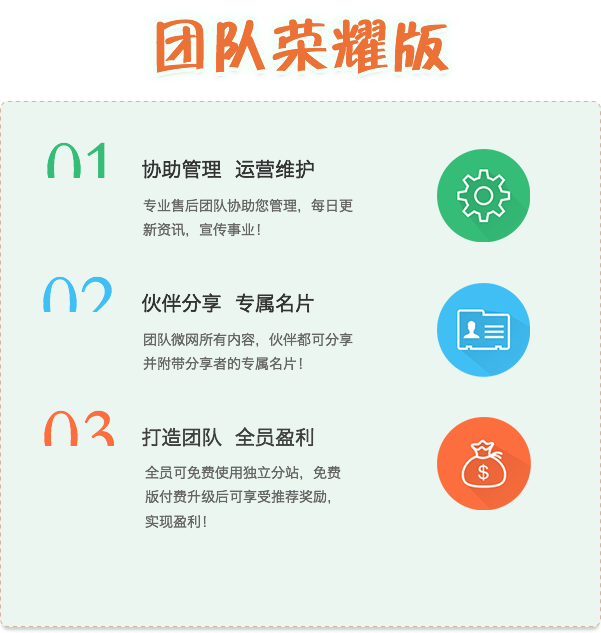 团队荣耀版
01
协助管理 运营维护
专业售后团队协助您管理，每日更
新资讯，宣传事业！
02
伙伴分享 专属名片
团队微网所有内容，伙伴都可分享
并附带分享者的专属名片！
03
打造团队 全员盈利
全员可免费使用独立分站，免费
版付费升级后可享受推荐奖励，
实现盈利！
$